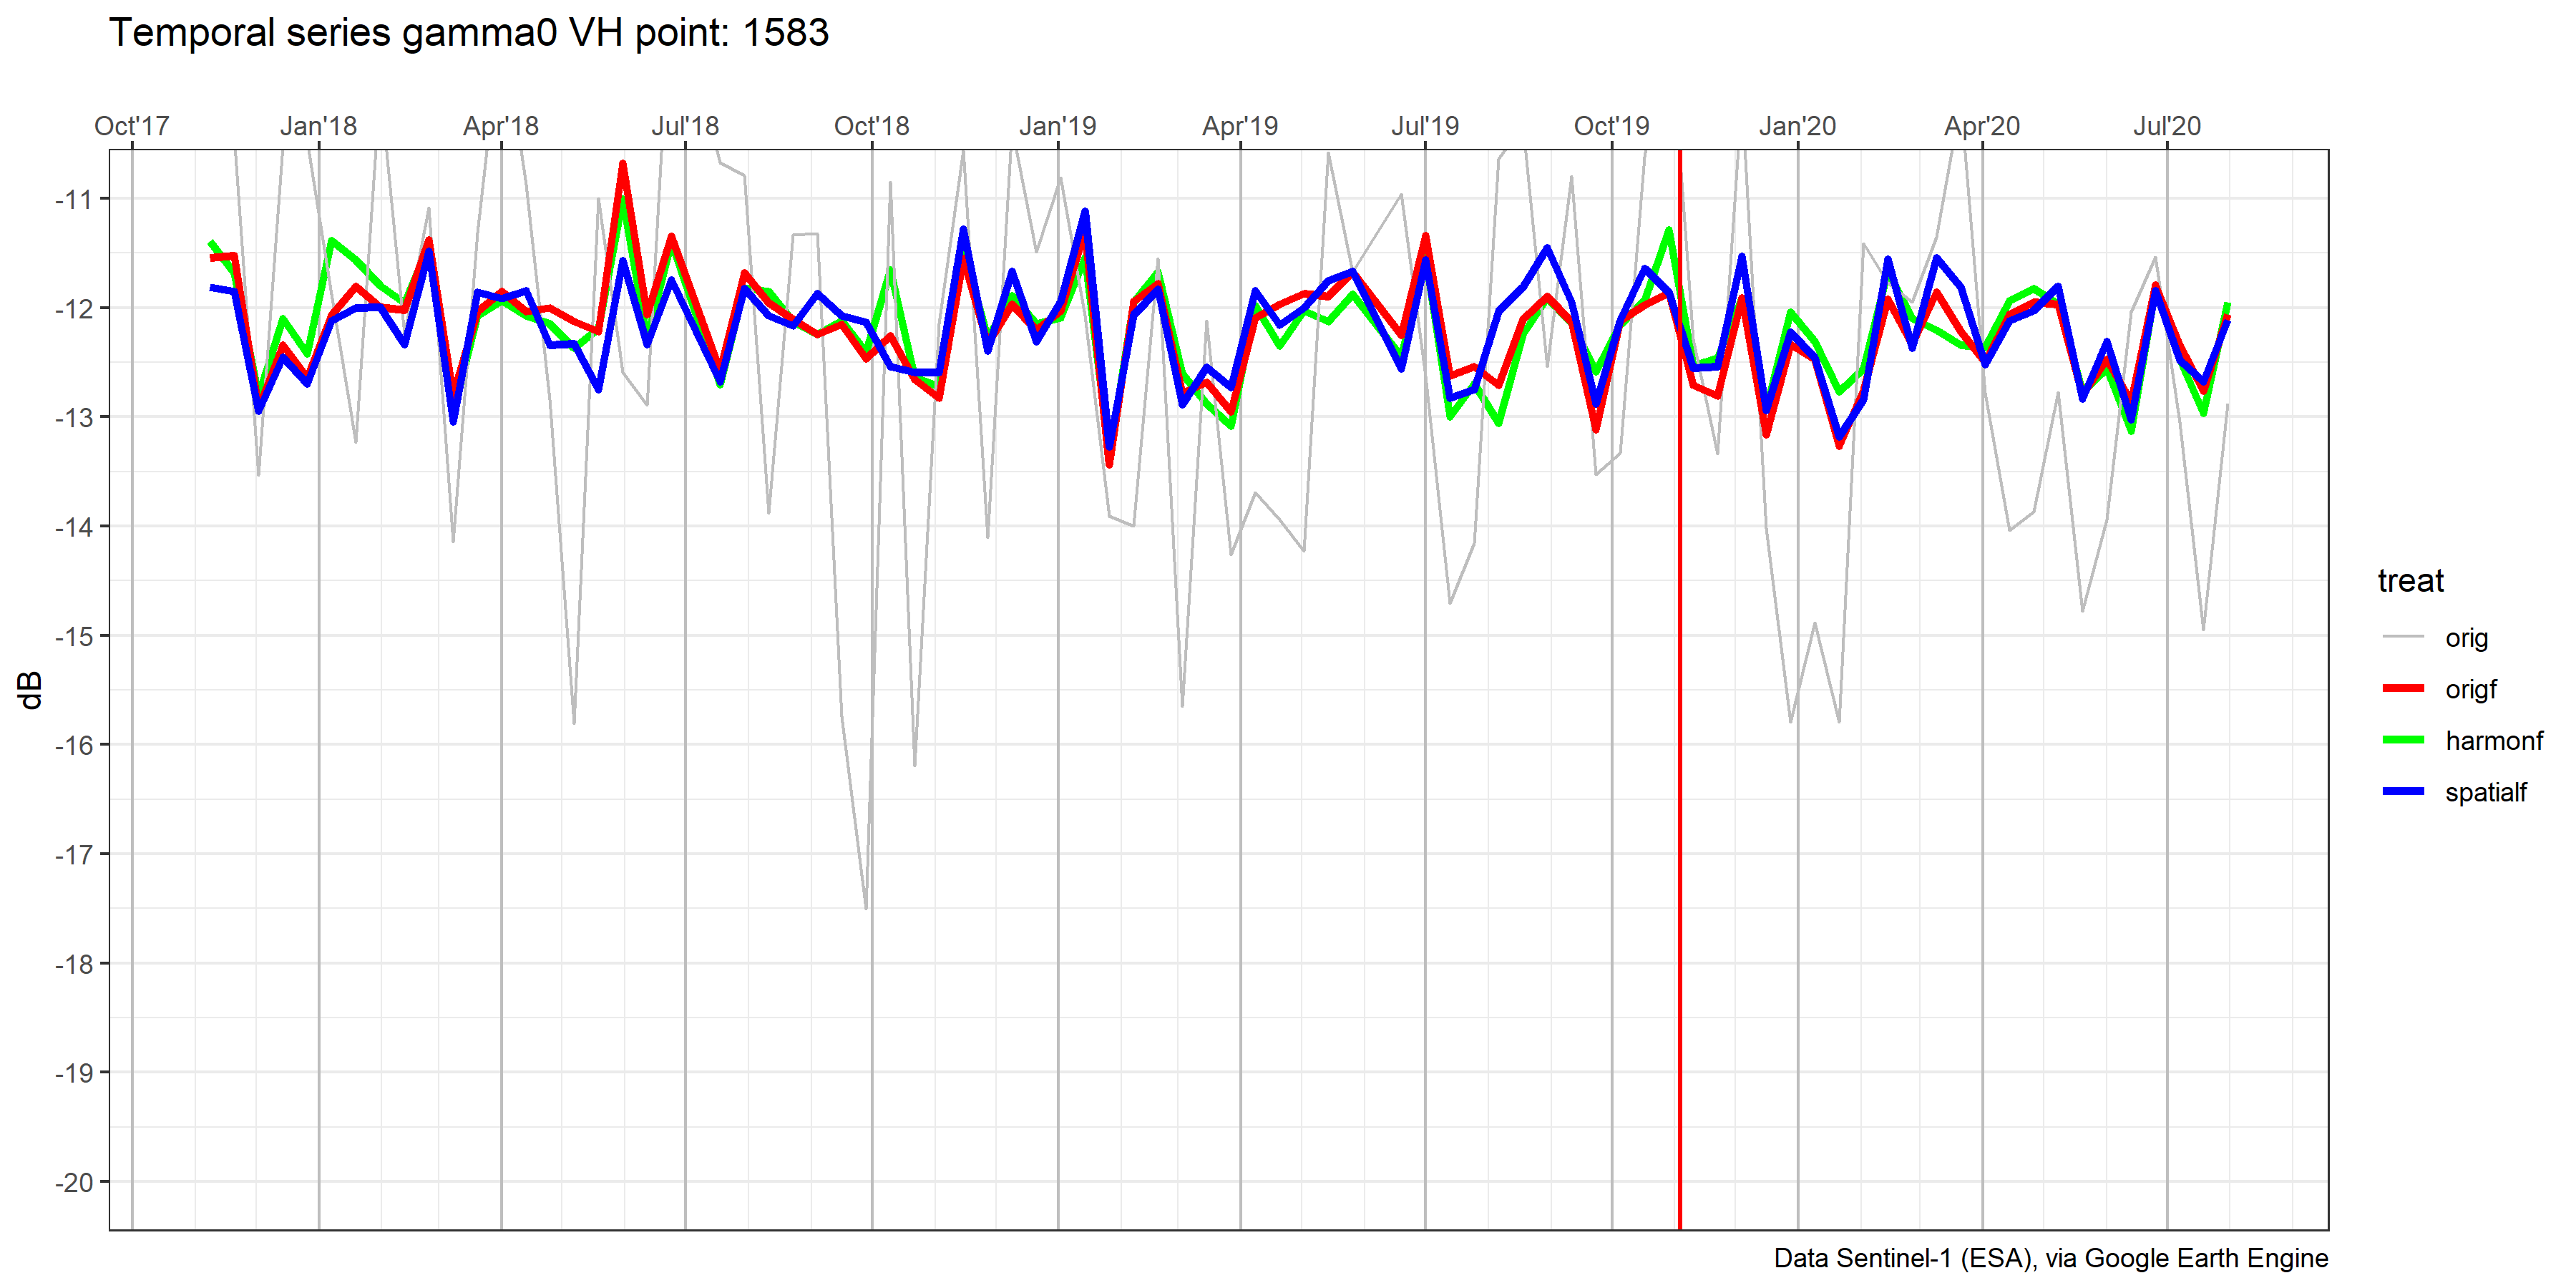 Temporal series gamma0 VH point: 1583
Oct'17 Jan'18 Apr'18 Jul'18 Oct'18 Jan'19 Apr'19 Jul'19 Oct'19 Jan'20 Apr'20 Jul'20
-11
-12
-13
-14
-15
-16
-17
-18
-19
-20
dB
treat
orig
origf
harmonf
spatialf
Data Sentinel-1 (ESA), via Google Earth Engine